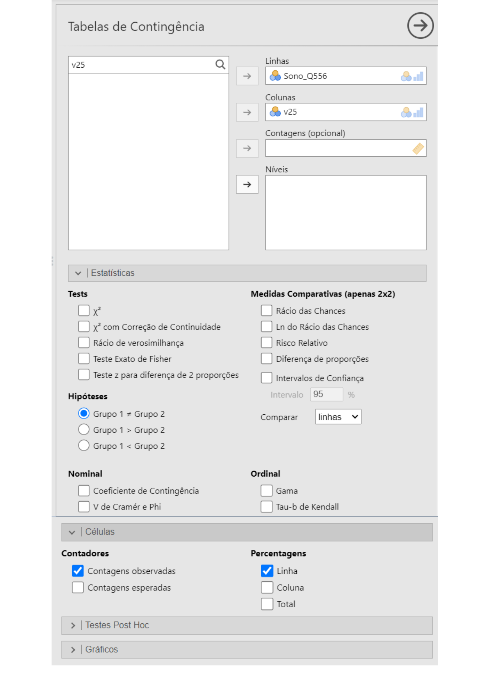 Tabelas de Contingência
v25
Linhas
Sono_Q556
Colunas
v25
Contagens (opcional)
Níveis
| Estatísticas
Tests
χ²
χ² com Correção de Continuidade
Rácio de verosimilhança
Teste Exato de Fisher
Teste z para diferença de 2 proporções
Hipóteses
Grupo 1 ≠ Grupo 2
Grupo 1 > Grupo 2
Grupo 1 < Grupo 2
Medidas Comparativas (apenas 2x2)
Rácio das Chances
Ln do Rácio das Chances
Risco Relativo
Diferença de proporções
Intervalos de Confiança
Intervalo 95 %
Comparar linhas
Nominal
Coeficiente de Contingência
V de Cramér e Phi
Ordinal
Gama
Tau-b de Kendall
| Células
Contadores
Contagens observadas
Contagens esperadas
Percentagens
Linha
Coluna
Total
| Testes Post Hoc
| Gráficos